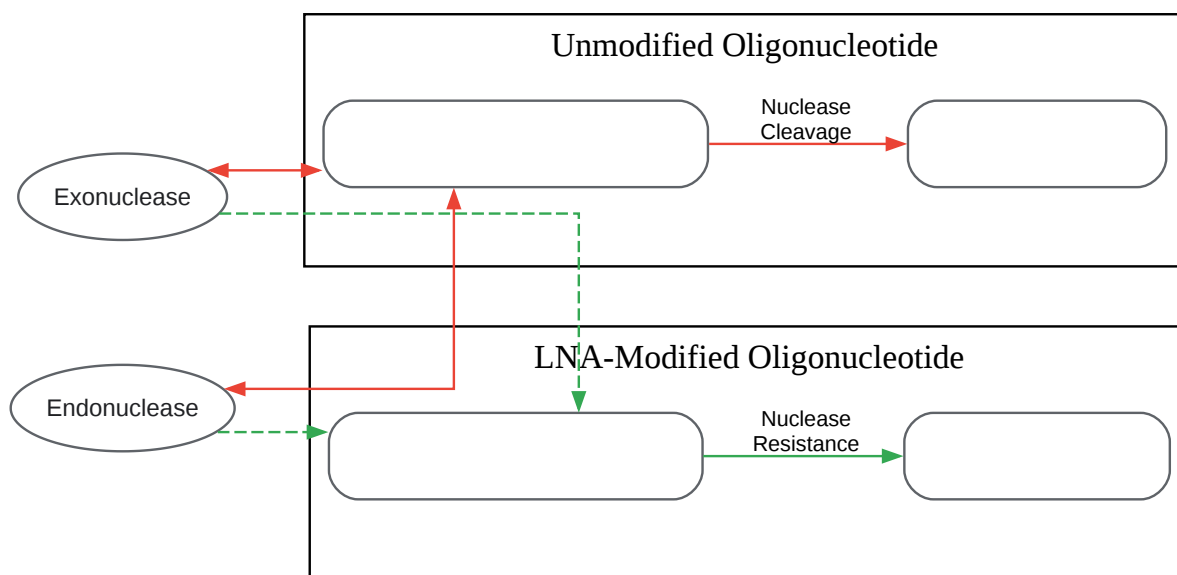 Unmodified Oligonucleotide
Nuclease
Cleavage
Exonuclease
LNA-Modified Oligonucleotide
Endonuclease
Nuclease
Resistance